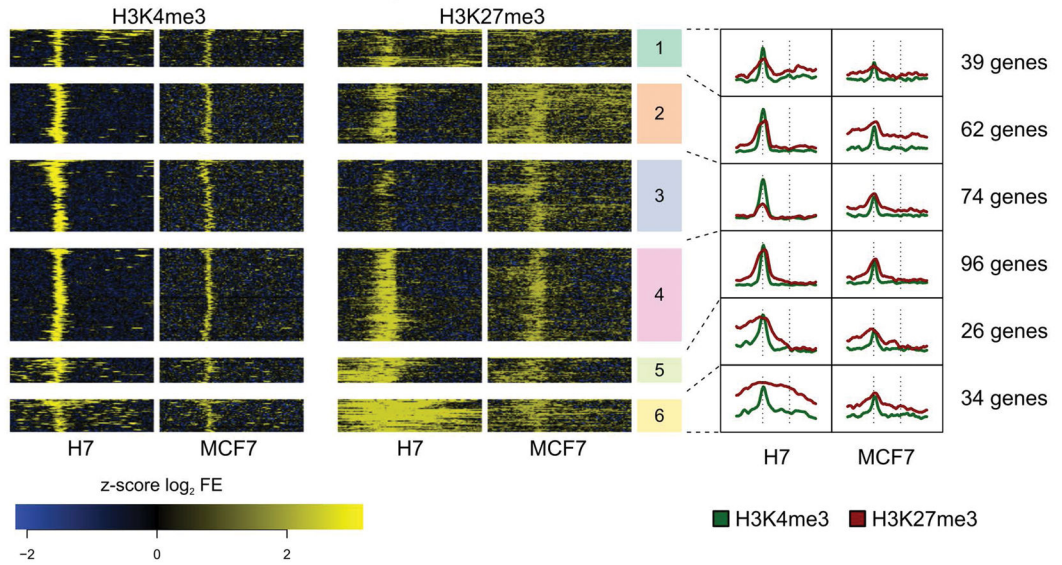 H3K4me3 H3K27me3
1 39 genes
2 62 genes
3 74 genes
4 96 genes
5 26 genes
6 34 genes
H7 MCF7 H7 MCF7 H7 MCF7
z-score log₂ FE
−2 0 2
H3K4me3 H3K27me3